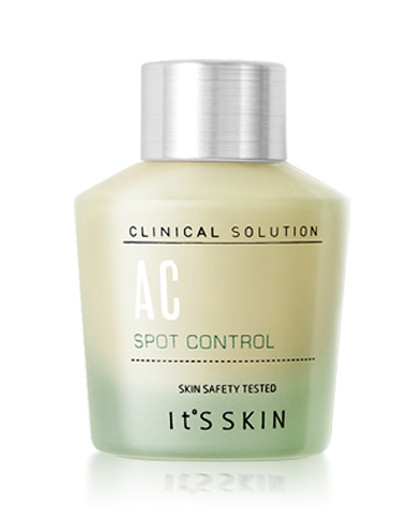 CLINICAL SOLUTION
AC
SPOT CONTROL
SKIN SAFETY TESTED
It'S SKIN